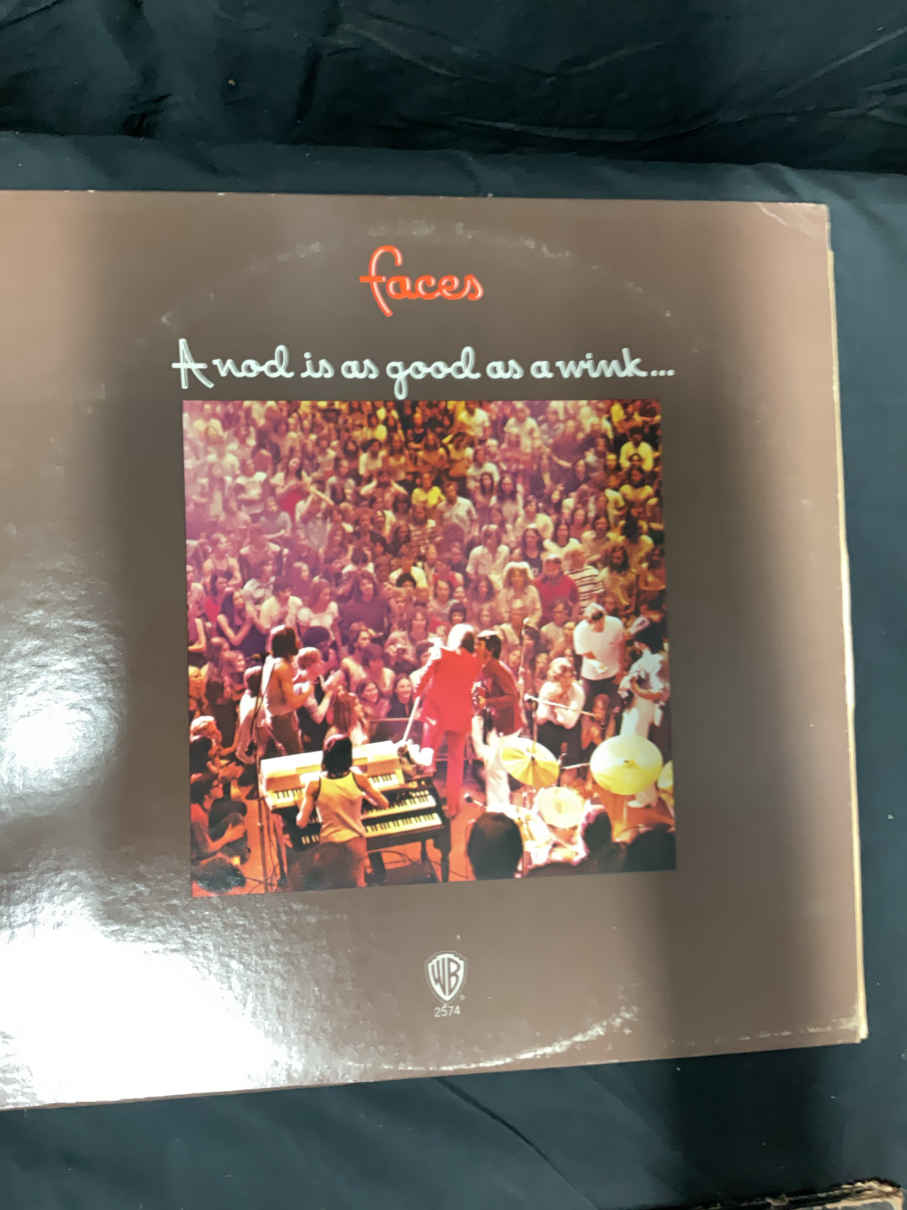 faces
A nod is as good as a wink...
WB
2574